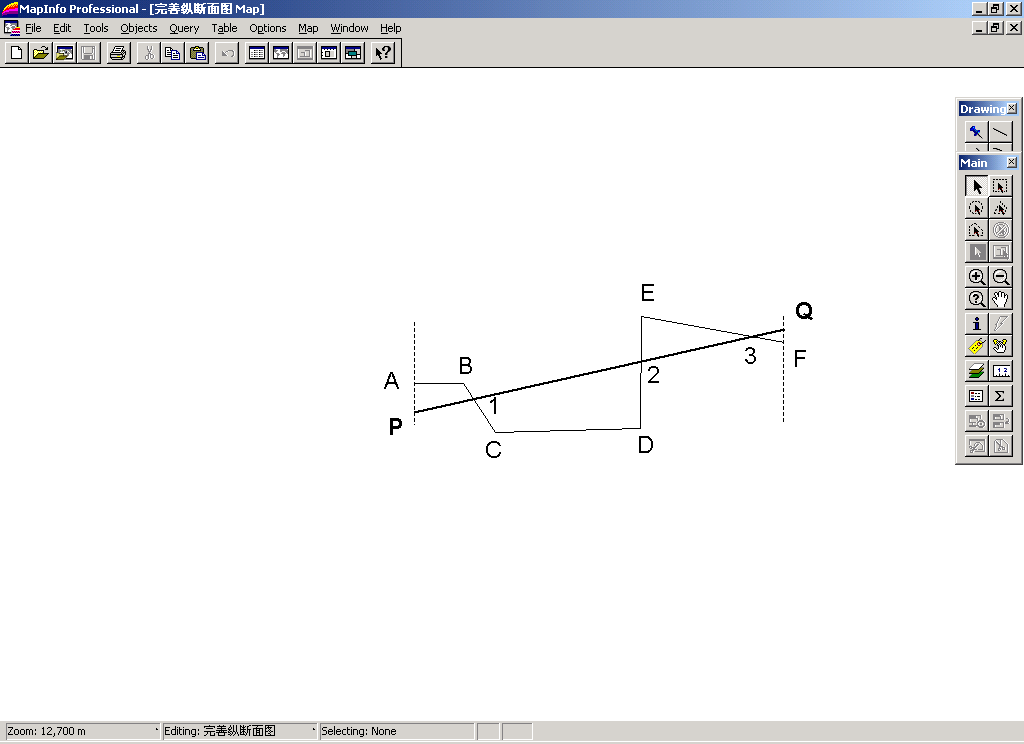 MapInfo Professional - [完善纵断面图 Map]
File Edit Tools Objects Query Table Options Map Window Help
Drawing
Main
E
Q
A
B
3
F
2
1
P
C
D
Zoom: 12,700 m
Editing: 完善纵断面图
Selecting: None